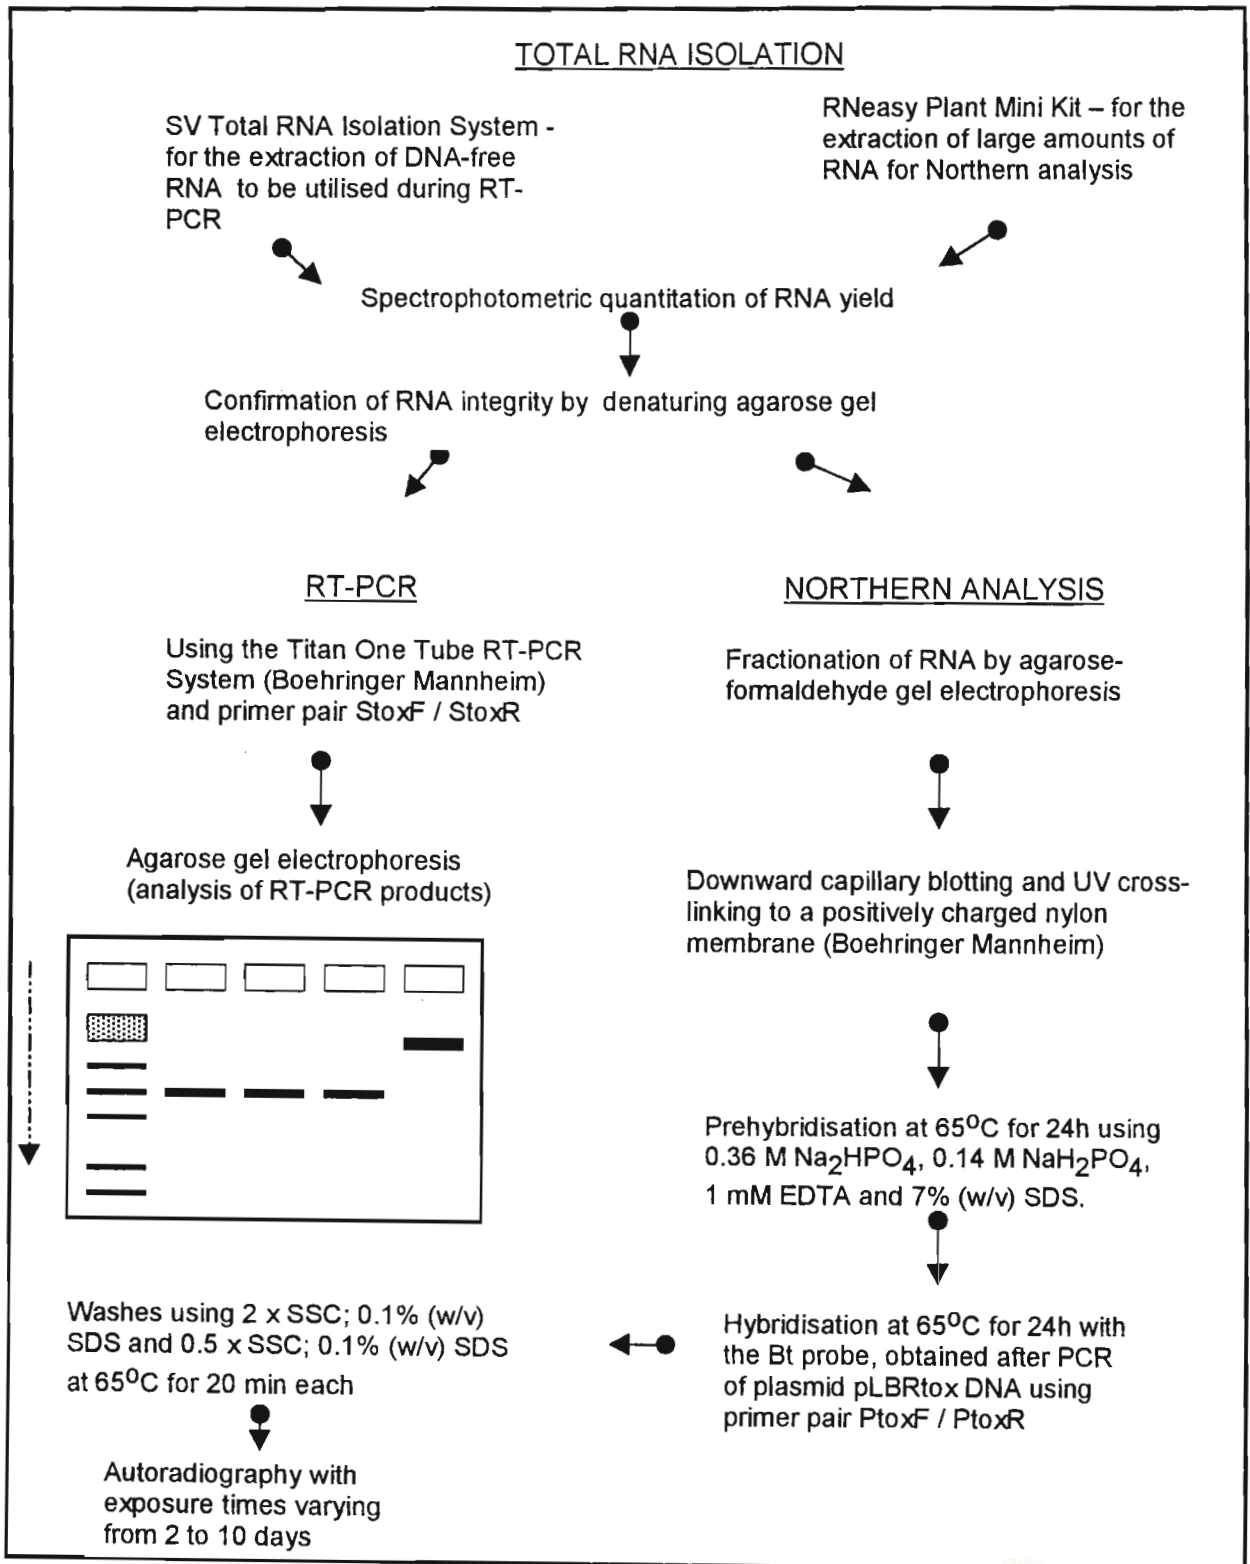 TOTAL RNA ISOLATION
SV Total RNA Isolation System -
for the extraction of DNA-free
RNA to be utilised during RT-
PCR
RNeasy Plant Mini Kit – for the
extraction of large amounts of
RNA for Northern analysis
Spectrophotometric quantitation of RNA yield
Confirmation of RNA integrity by denaturing agarose gel
electrophoresis
RT-PCR
Using the Titan One Tube RT-PCR
System (Boehringer Mannheim)
and primer pair StoxF / StoxR
Agarose gel electrophoresis
(analysis of RT-PCR products)
NORTHERN ANALYSIS
Fractionation of RNA by agarose-
formaldehyde gel electrophoresis
Downward capillary blotting and UV cross-
linking to a positively charged nylon
membrane (Boehringer Mannheim)
Prehybridisation at 65⁰C for 24h using
0.36 M Na₂HPO₄, 0.14 M NaH₂PO₄,
1 mM EDTA and 7% (w/v) SDS.
Hybridisation at 65⁰C for 24h with
the Bt probe, obtained after PCR
of plasmid pLBRtox DNA using
primer pair PtoxF / PtoxR
Washes using 2 x SSC; 0.1% (w/v)
SDS and 0.5 x SSC; 0.1% (w/v) SDS
at 65⁰C for 20 min each
Autoradiography with
exposure times varying
from 2 to 10 days